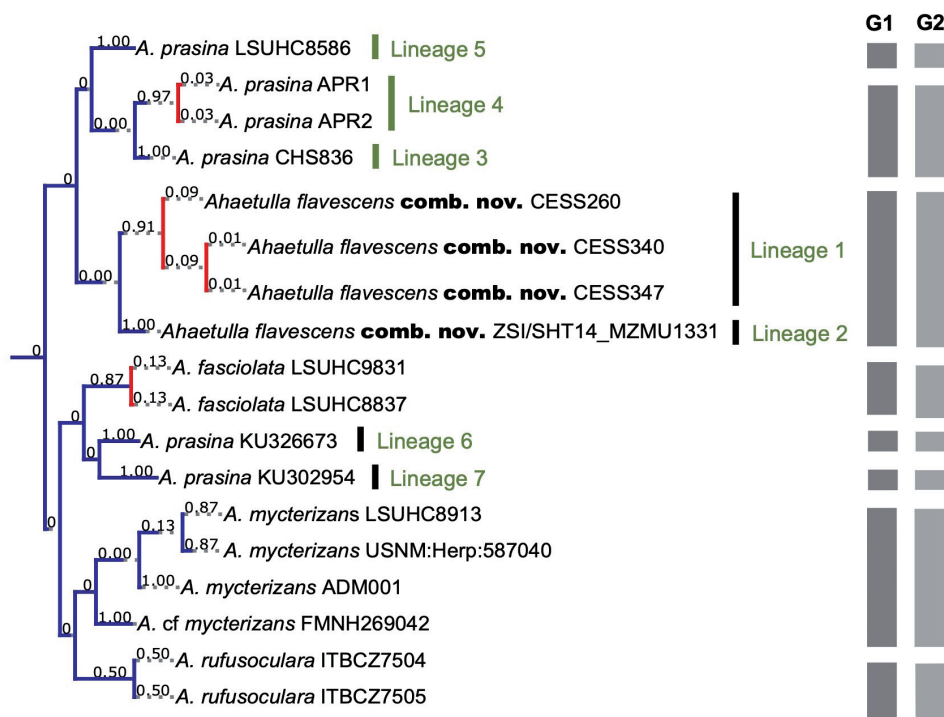 G1 G2
1.00 A. prasina LSUHC8586 Lineage 5
0
0.03 A. prasina APR1
0.97 Lineage 4
0.03 A. prasina APR2
0.00
1.00 A. prasina CHS836 Lineage 3
0
0.09 Ahaetulla flavescens comb. nov. CESS260
0.91
0.01 Ahaetulla flavescens comb. nov. CESS340 Lineage 1
0.09
0.00
0.01 Ahaetulla flavescens comb. nov. CESS347
1.00 Ahaetulla flavescens comb. nov. ZSI/SHT14_MZMU1331 Lineage 2
0
0.13 A. fasciolata LSUHC9831
0.87
0.13 A. fasciolata LSUHC8837
0
1.00 A. prasina KU326673 Lineage 6
0
1.00 A. prasina KU302954 Lineage 7
0.87 A. mycterizans LSUHC8913
0
0.13
0.87 A. mycterizans USNM:Herp:587040
0.00
1.00 A. mycterizans ADM001
0
1.00 A. cf mycterizans FMNH269042
0
0.50 A. rufusoculara ITBCZ7504
0.50
0.50 A. rufusoculara ITBCZ7505